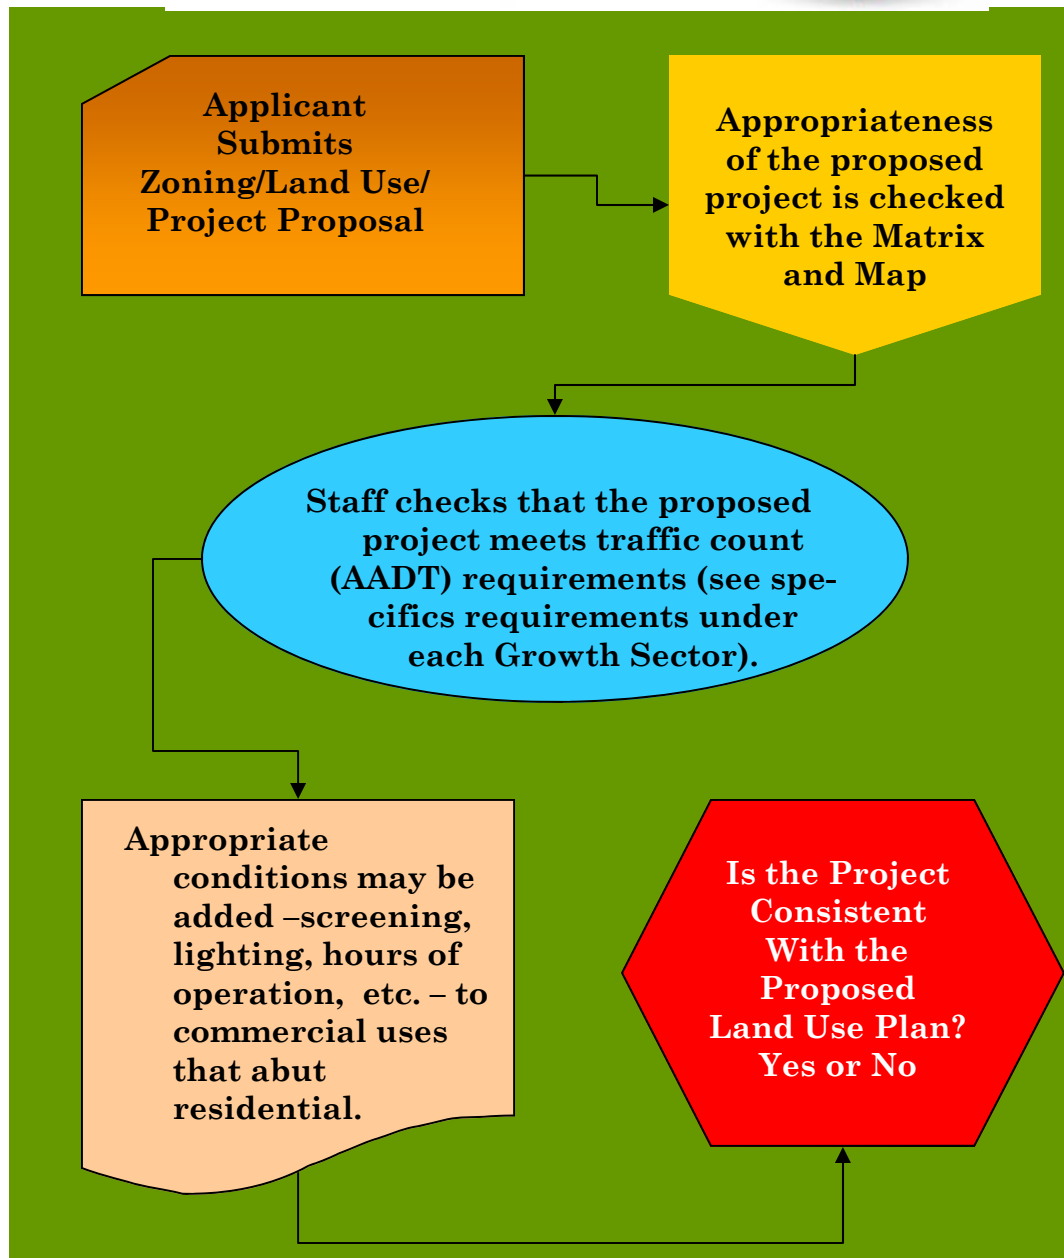 Applicant
Submits
Zoning/Land Use/
Project Proposal
Appropriateness
of the proposed
project is checked
with the Matrix
and Map
Staff checks that the proposed
project meets traffic count
(AADT) requirements (see spe-
cifics requirements under
each Growth Sector).
Appropriate
conditions may be
added –screening,
lighting, hours of
operation, etc. – to
commercial uses
that abut
residential.
Is the Project
Consistent
With the
Proposed
Land Use Plan?
Yes or No